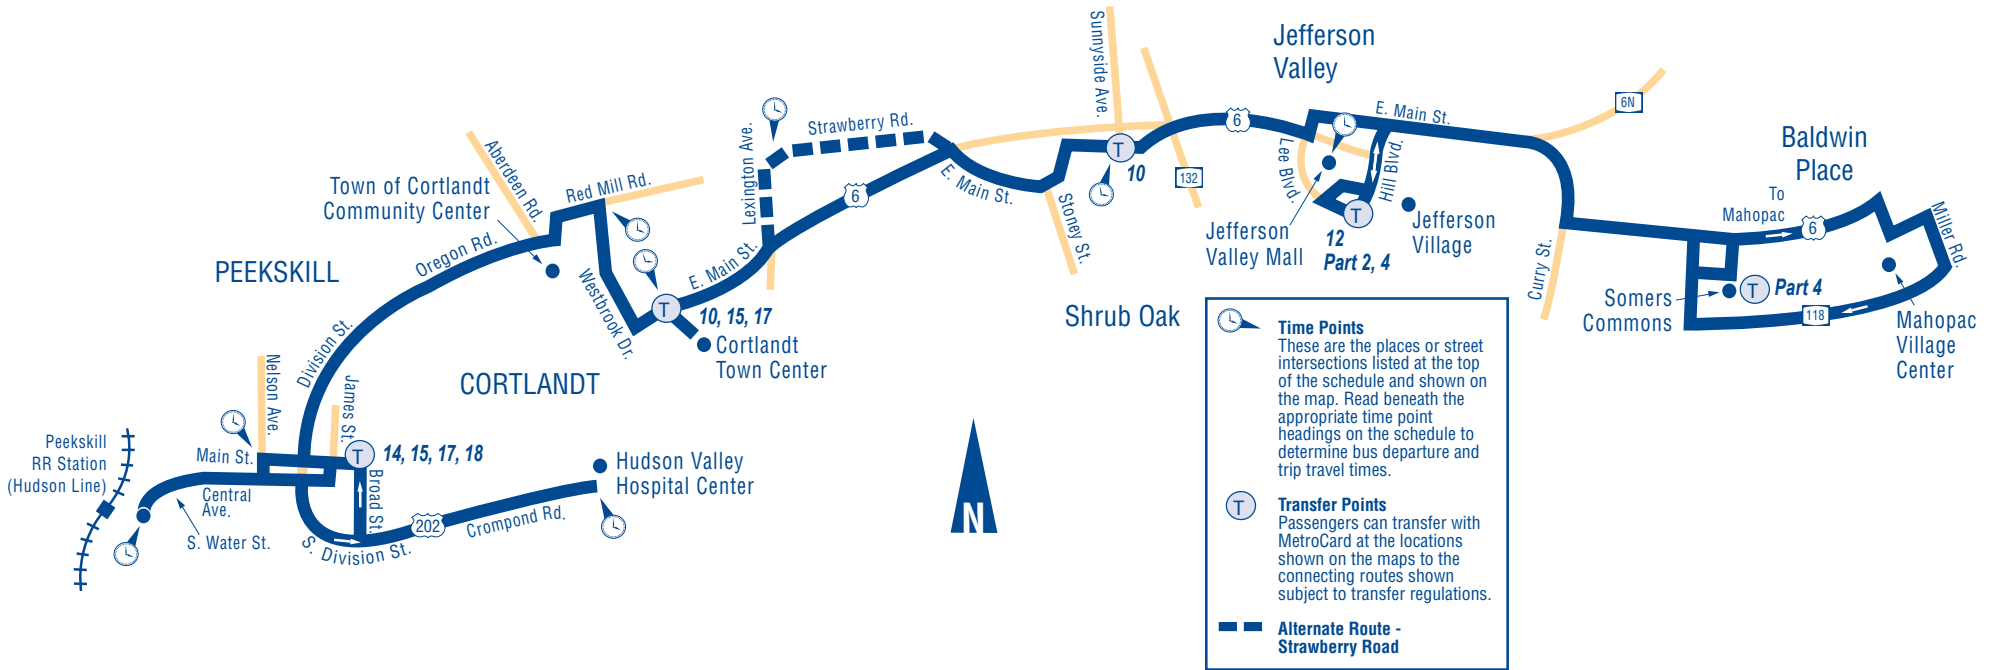 Jefferson
Valley
Sunnyside Ave.
6N
E. Main St.
6
Strawberry Rd.
Lexington Ave.
Baldwin
Place
Aberdeen Rd.
Red Mill Rd.
Town of Cortlandt
Community Center
132
10
E. Main St.
Stoney St.
Lee Blvd.
Hill Blvd.
T
T
To
Mahopac
6
Miller Rd.
Jefferson
Village
Jefferson
Valley Mall
12
Part 2, 4
6
PEEKSKILL
Oregon Rd.
Westbrook Dr.
E. Main St.
T
10, 15, 17
Cortlandt
Town Center
Shrub Oak
Curry St.
Somers
Commons
T
Part 4
118
Mahopac
Village
Center
Division St.
CORTLANDT
Nelson Ave.
James St.
Peekskill
RR Station
(Hudson Line)
Main St.
T
14, 15, 17, 18
Central
Ave.
S. Water St.
Broad St.
S. Division St.
202
Crompond Rd.
Hudson Valley
Hospital Center
N
Time Points
These are the places or street
intersections listed at the top
of the schedule and shown on
the map. Read beneath the
appropriate time point
headings on the schedule to
determine bus departure and
trip travel times.
T
Transfer Points
Passengers can transfer with
MetroCard at the locations
shown on the maps to the
connecting routes shown
subject to transfer regulations.
Alternate Route -
Strawberry Road